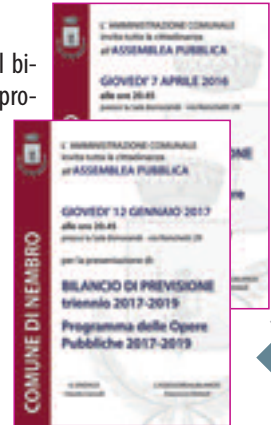 l bi-
pro-
L' AMMINISTRAZIONE COMUNALE
invita tutta la cittadinanza
all'ASSEMBLEA PUBBLICA
GIOVEDI' 7 APRILE 2016
alle ore 20.45
L' AMMINISTRAZIONE COMUNALE
invita tutta la cittadinanza
all'ASSEMBLEA PUBBLICA
GIOVEDI' 12 GENNAIO 2017
alle ore 20.45
per la presentazione di:
BILANCIO DI PREVISIONE
triennio 2017-2019
Programma delle Opere
Pubbliche 2017-2019
COMUNE DI NEMBRO